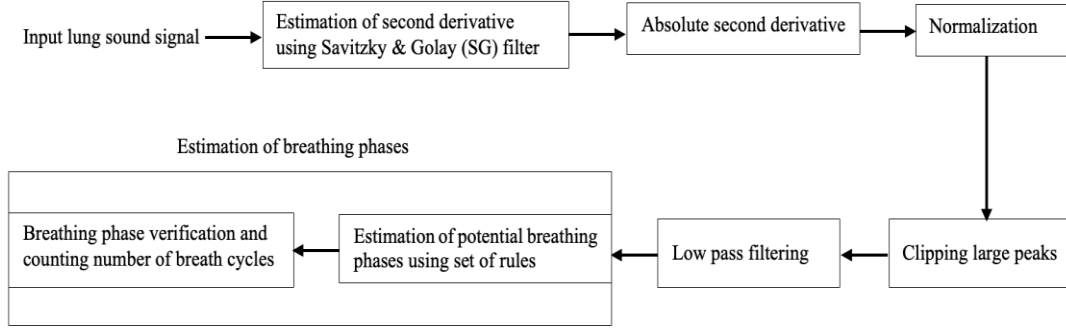 Input lung sound signal
Estimation of second derivative
using Savitzky & Golay (SG) filter
Absolute second derivative
Normalization
Estimation of breathing phases
Breathing phase verification and
counting number of breath cycles
Estimation of potential breathing
phases using set of rules
Low pass filtering
Clipping large peaks